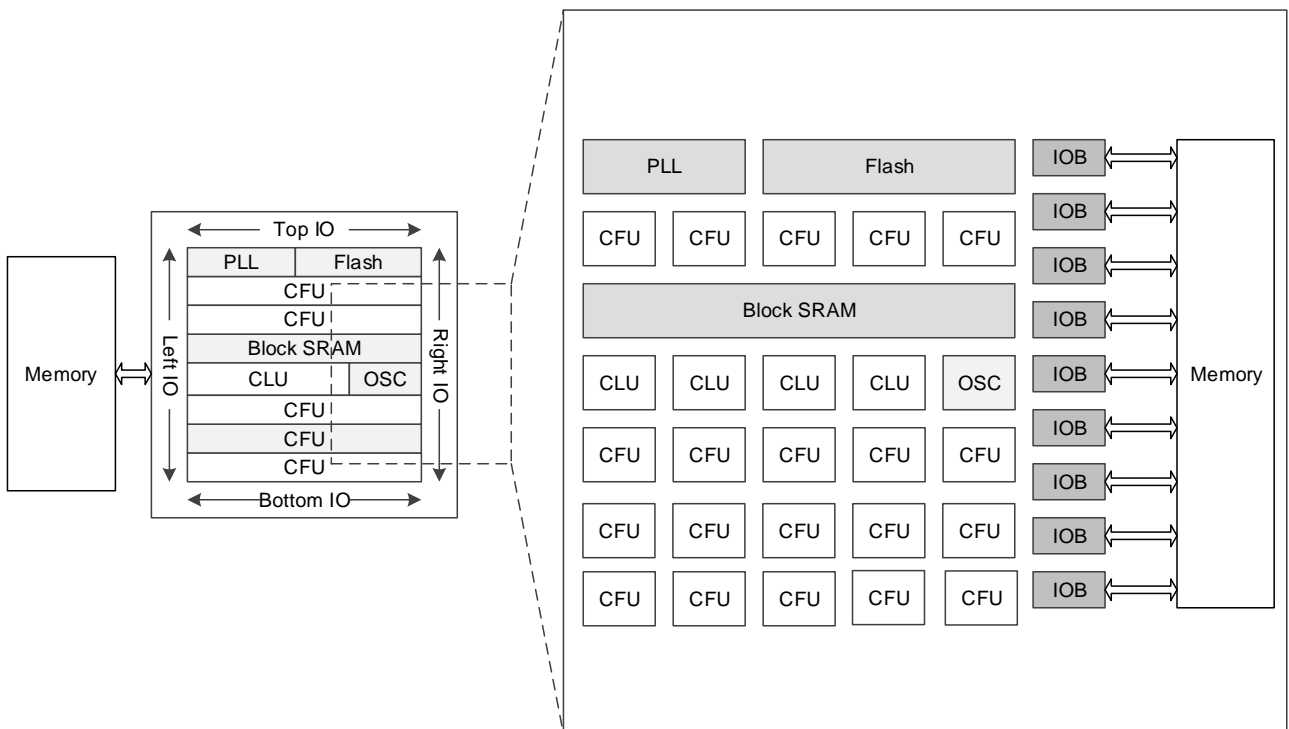 Memory
Top IO
Left IO
Right IO
PLL Flash
CFU
CFU
Block SRAM
CLU OSC
CFU
CFU
CFU
Bottom IO
PLL Flash IOB
CFU CFU CFU CFU CFU IOB
IOB
Block SRAM IOB
CLU CLU CLU CLU OSC IOB Memory
CFU CFU CFU CFU CFU IOB
IOB
CFU CFU CFU CFU CFU IOB
CFU CFU CFU CFU CFU IOB